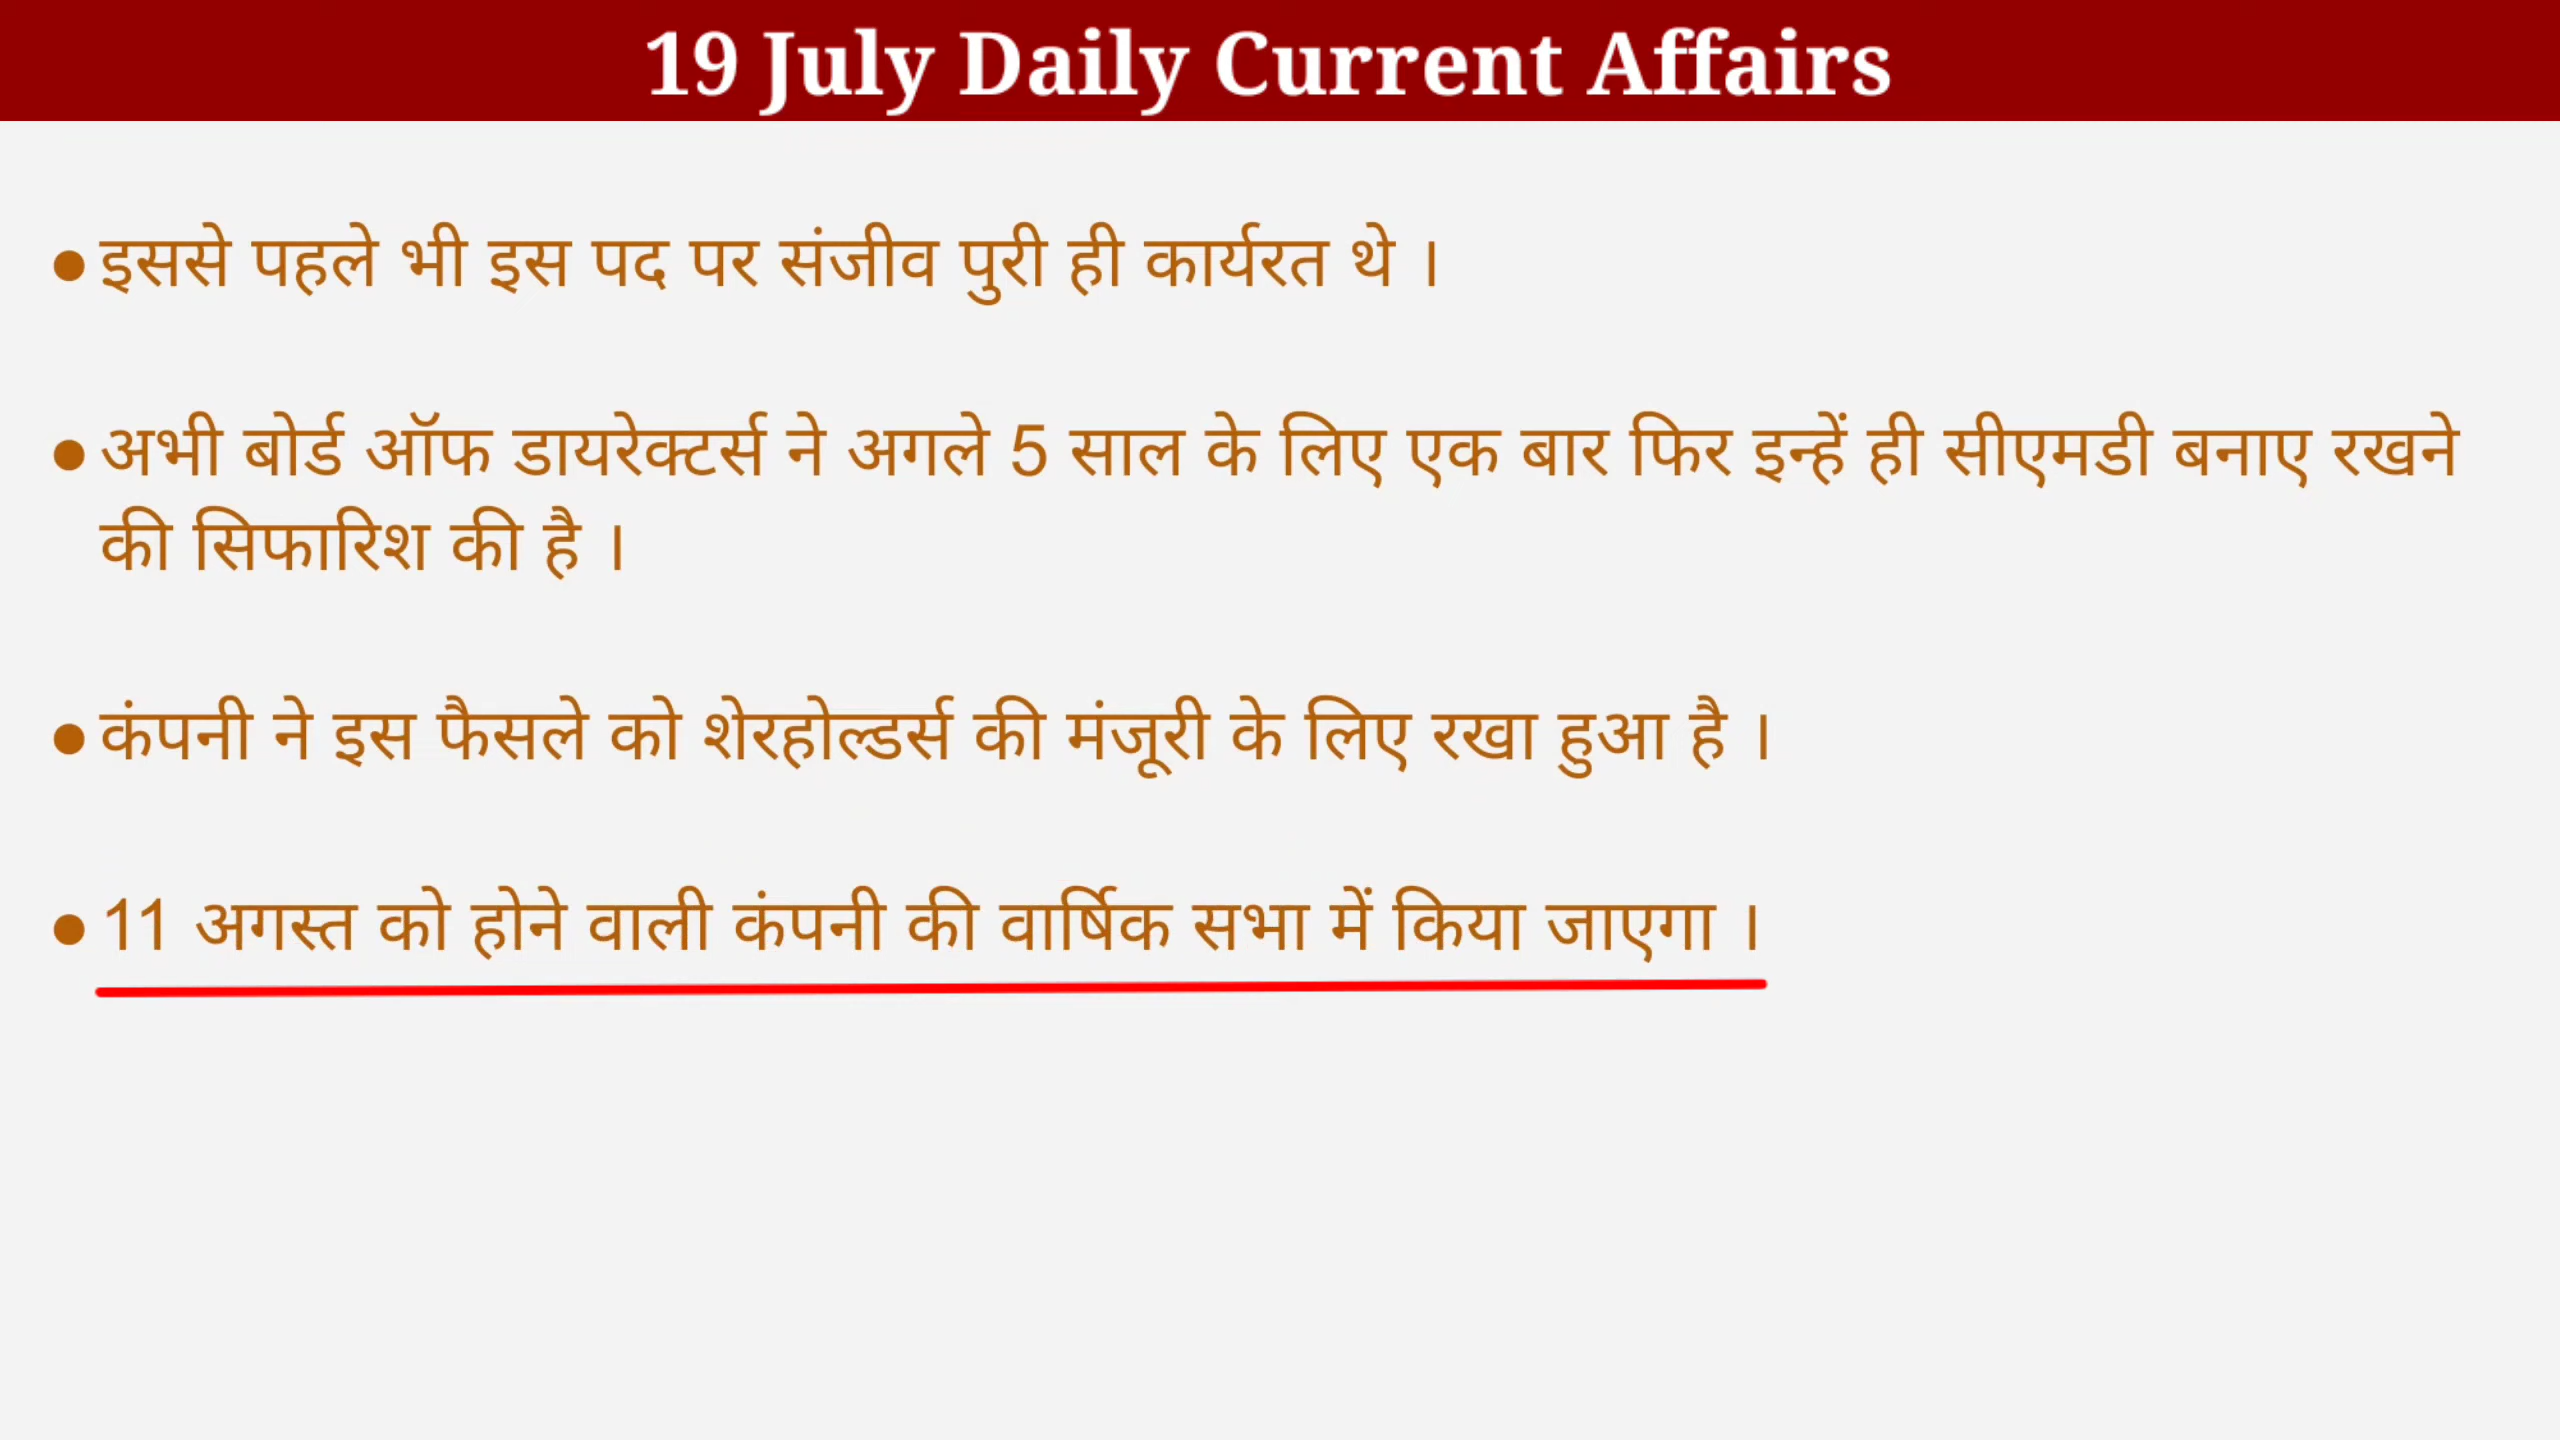 19 July Daily Current Affairs
● इससे पहले भी इस पद पर संजीव पुरी ही कार्यरत थे ।
● अभी बोर्ड ऑफ डायरेक्टर्स ने अगले 5 साल के लिए एक बार फिर इन्हें ही सीएमडी बनाए रखने
की सिफारिश की है ।
● कंपनी ने इस फैसले को शेरहोल्डर्स की मंजूरी के लिए रखा हुआ है ।
● 11 अगस्त को होने वाली कंपनी की वार्षिक सभा में किया जाएगा ।